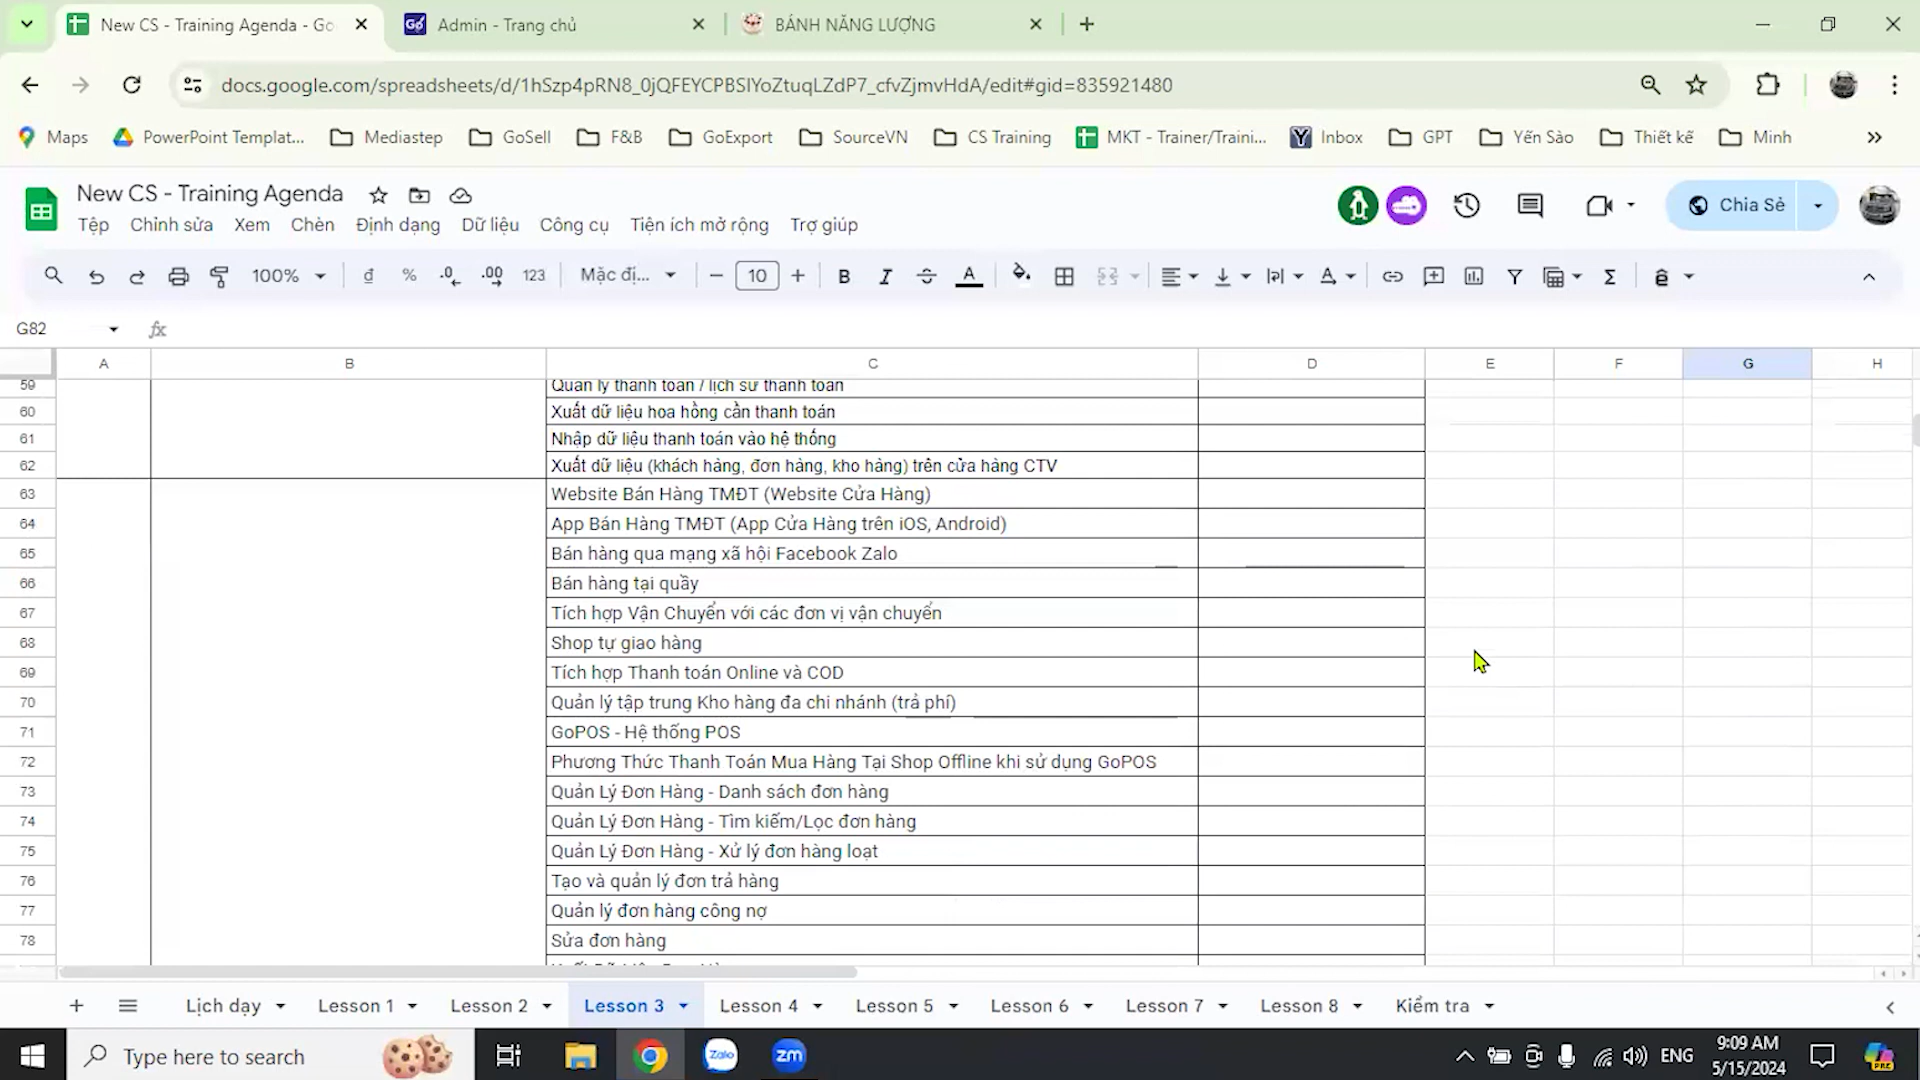 New CS - Training Agenda - Go
Admin - Trang chủ
BÁNH NĂNG LƯỢNG
docs.google.com/spreadsheets/d/1hSzp4pRN8_0jQFEYCPBSIYoZtuqLZdP7_cfvZjmvHdA/edit#gid=835921480
Maps PowerPoint Templat... Mediastep GoSell F&B GoExport SourceVN CS Training MKT - Trainer/Traini... Inbox GPT Yến Sào Thiết kế Minh
New CS - Training Agenda
Chia Sẻ
Tệp Chỉnh sửa Xem Chèn Định dạng Dữ liệu Công cụ Tiện ích mở rộng Trợ giúp
100% đ % .0 .00 123 Mặc đị... 10 B I A
G82 fx
A B C D E F G H
59 Quản lý thanh toán / lịch sử thanh toán
60 Xuất dữ liệu hoa hồng cần thanh toán
61 Nhập dữ liệu thanh toán vào hệ thống
62 Xuất dữ liệu (khách hàng, đơn hàng, kho hàng) trên cửa hàng CTV
63 Website Bán Hàng TMĐT (Website Cửa Hàng)
64 App Bán Hàng TMĐT (App Cửa Hàng trên iOS, Android)
65 Bán hàng qua mạng xã hội Facebook Zalo
66 Bán hàng tại quầy
67 Tích hợp Vận Chuyển với các đơn vị vận chuyển
68 Shop tự giao hàng
69 Tích hợp Thanh toán Online và COD
70 Quản lý tập trung Kho hàng đa chi nhánh (trả phí)
71 GoPOS - Hệ thống POS
72 Phương Thức Thanh Toán Mua Hàng Tại Shop Offline khi sử dụng GoPOS
73 Quản Lý Đơn Hàng - Danh sách đơn hàng
74 Quản Lý Đơn Hàng - Tìm kiếm/Lọc đơn hàng
75 Quản Lý Đơn Hàng - Xử lý đơn hàng loạt
76 Tạo và quản lý đơn trả hàng
77 Quản lý đơn hàng công nợ
78 Sửa đơn hàng
Lịch dạy Lesson 1 Lesson 2 Lesson 3 Lesson 4 Lesson 5 Lesson 6 Lesson 7 Lesson 8 Kiểm tra
Type here to search
Zalo
zm
ENG
9:09 AM
5/15/2024
PRE